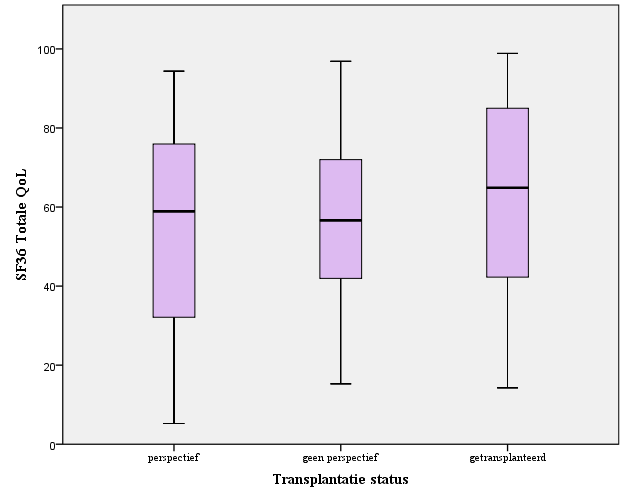 SF36 Totale QoL
100
80
60
40
20
0
perspectief
geen perspectief
getransplanteerd
Transplantatie status